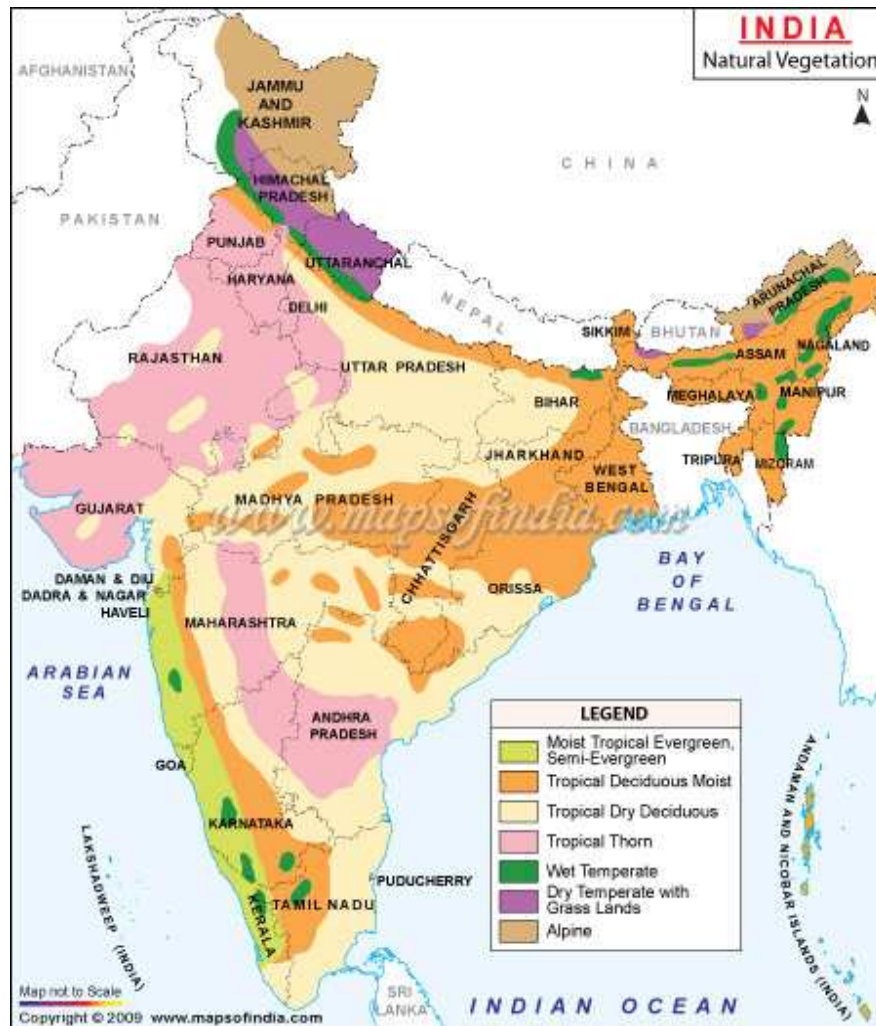 INDIA
Natural Vegetation
N
AFGHANISTAN
JAMMU
AND
KASHMIR
CHINA
HIMACHAL
PRADESH
PAKISTAN
PUNJAB
UTTARANCHAL
HARYANA
DELHI
NEPAL
ARUNACHAL
PRADESH
SIKKIM
BHUTAN
RAJASTHAN
UTTAR PRADESH
ASSAM
NAGALAND
BIHAR
MEGHALAYA
MANIPUR
BANGLADESH
JHARKHAND
WEST
BENGAL
TRIPURA
MIZORAM
GUJARAT
MADHYA PRADESH
www.mapsofindia.com
CHHATTISGARH
BAY
OF
BENGAL
DAMAN & DIU
DADRA & NAGAR
HAVELI
ORISSA
MAHARASHTRA
ARABIAN
SEA
ANDHRA
PRADESH
GOA
KARNATAKA
LAKSHADWEEP (INDIA)
PUDUCHERRY
KERALA
TAMIL NADU
LEGEND
Moist Tropical Evergreen,
Semi-Evergreen
Tropical Deciduous Moist
Tropical Dry Deciduous
Tropical Thorn
Wet Temperate
Dry Temperate with
Grass Lands
Alpine
ANDAMAN AND NICOBAR ISLANDS (INDIA)
SRI
LANKA
INDIAN OCEAN
Map not to Scale
Copyright © 2009 www.mapsofindia.com